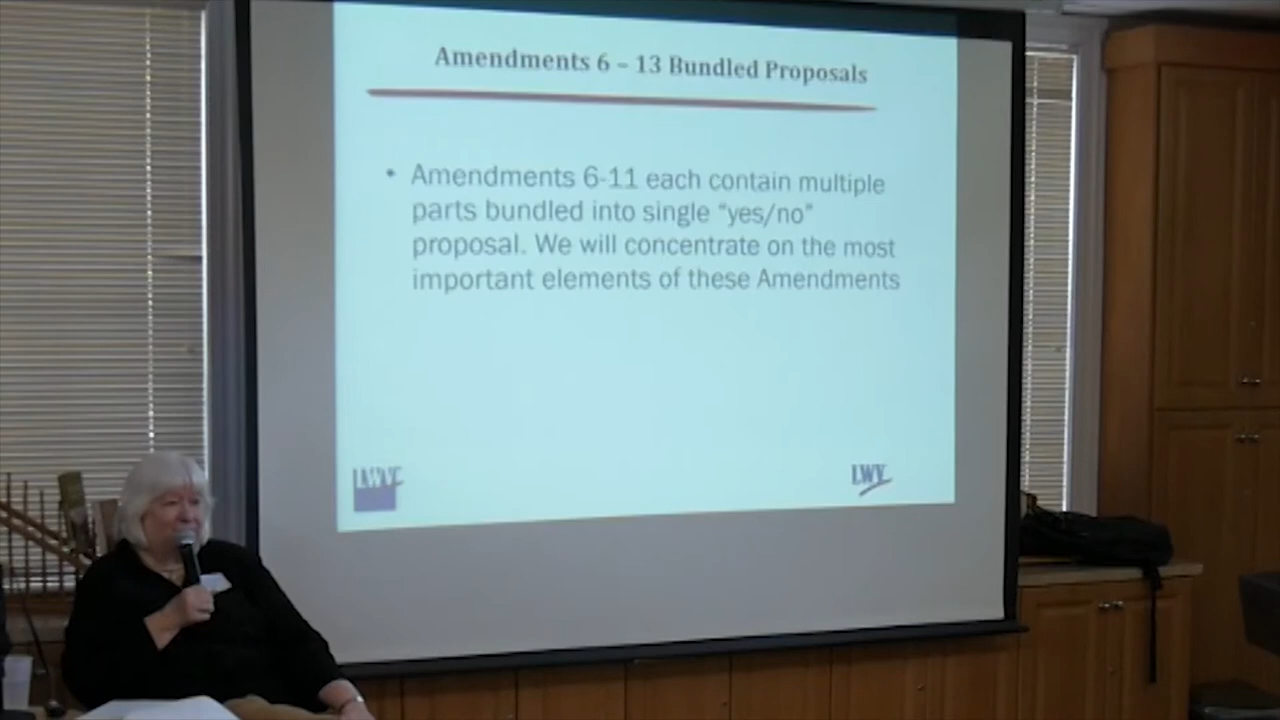 Amendments 6 – 13 Bundled Proposals
• Amendments 6-11 each contain multiple
parts bundled into single “yes/no”
proposal. We will concentrate on the most
important elements of these Amendments
LWVF
LWV